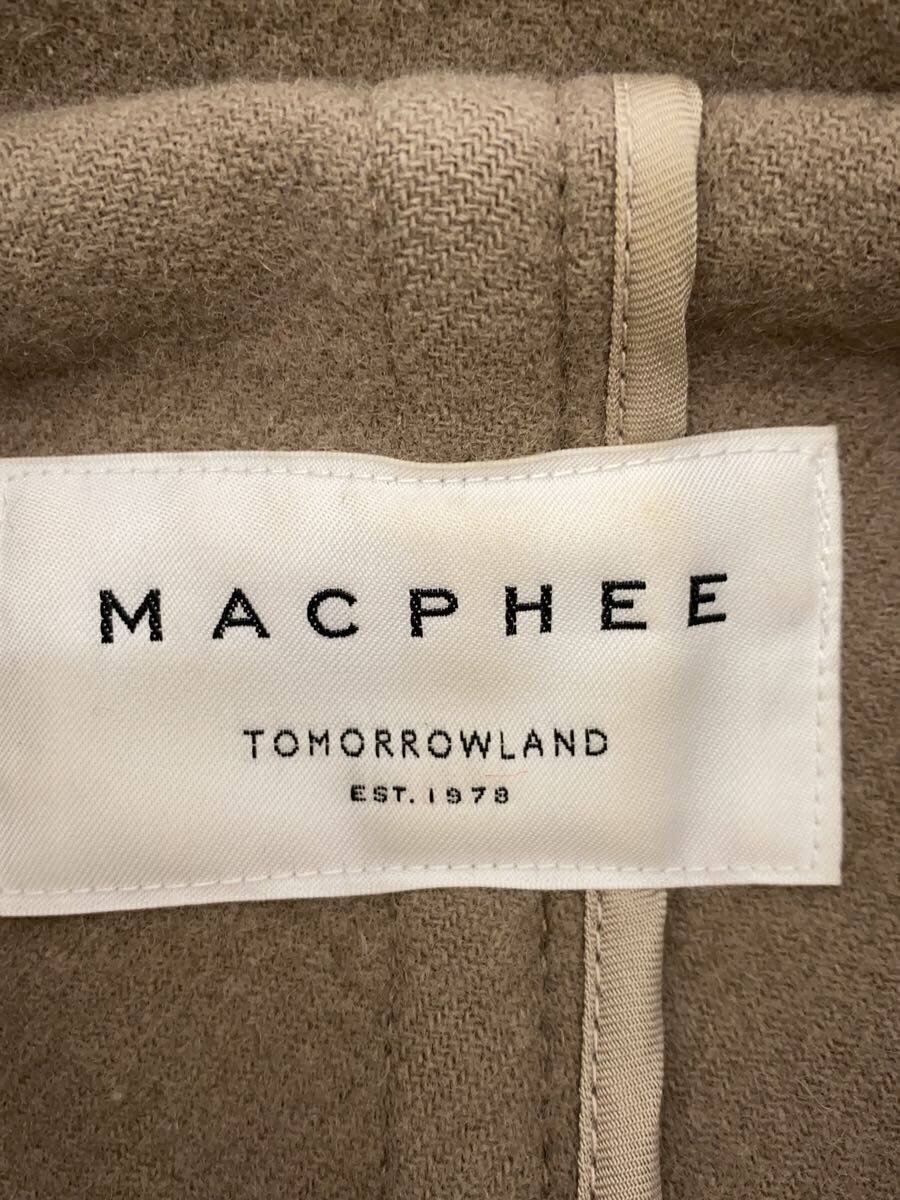 MACPHEE
TOMORROWLAND
EST. 1978